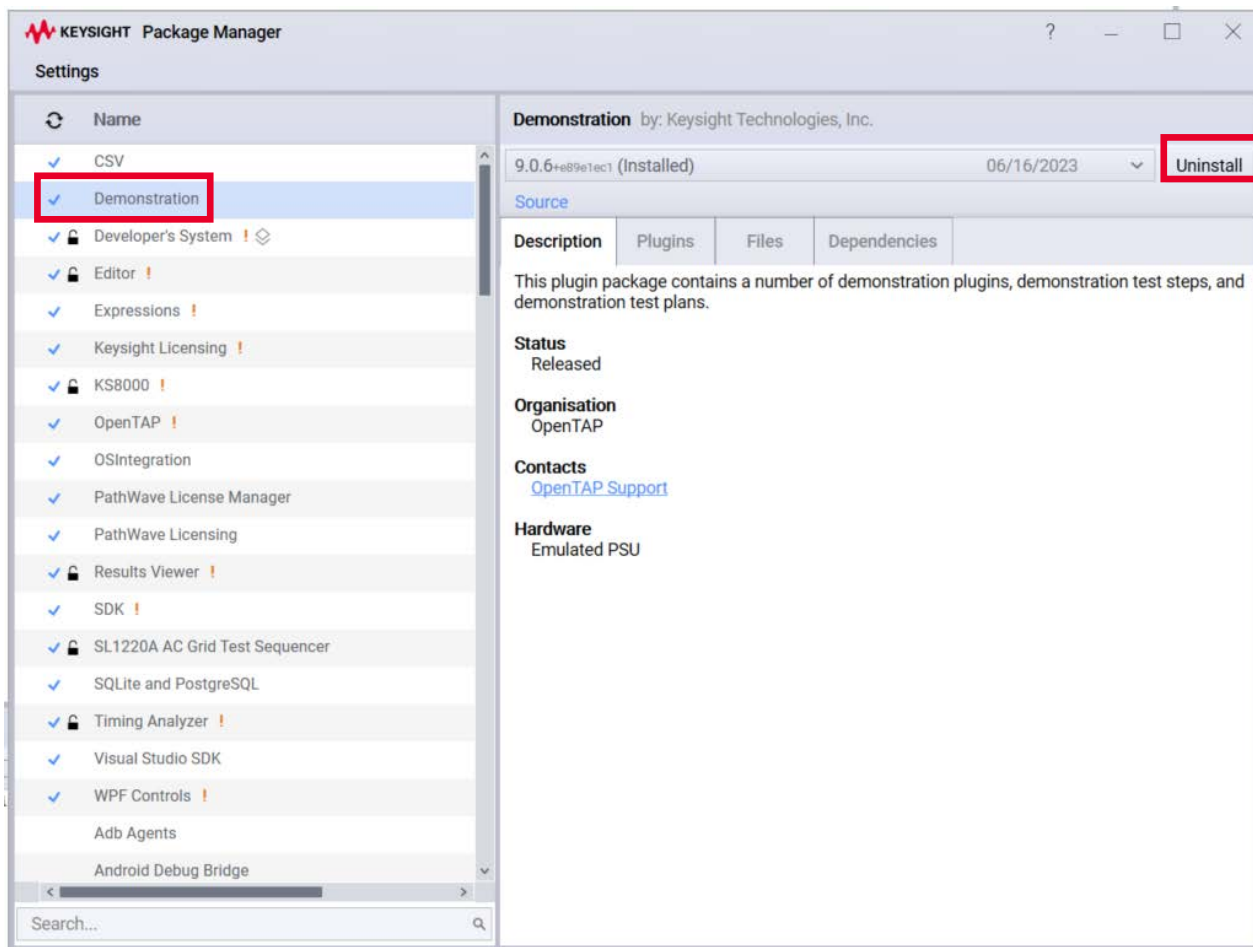 KEYSIGHT Package Manager
?
Settings
Name
CSV
Demonstration
Developer's System !
Editor !
Expressions !
Keysight Licensing !
KS8000 !
OpenTAP !
OSIntegration
PathWave License Manager
PathWave Licensing
Results Viewer !
SDK !
SL1220A AC Grid Test Sequencer
SQLite and PostgreSQL
Timing Analyzer !
Visual Studio SDK
WPF Controls !
Adb Agents
Android Debug Bridge
Search...
Demonstration by: Keysight Technologies, Inc.
9.0.6+e89e1ec1 (Installed) 06/16/2023 Uninstall
Source
Description Plugins Files Dependencies
This plugin package contains a number of demonstration plugins, demonstration test steps, and
demonstration test plans.
Status
Released
Organisation
OpenTAP
Contacts
OpenTAP Support
Hardware
Emulated PSU